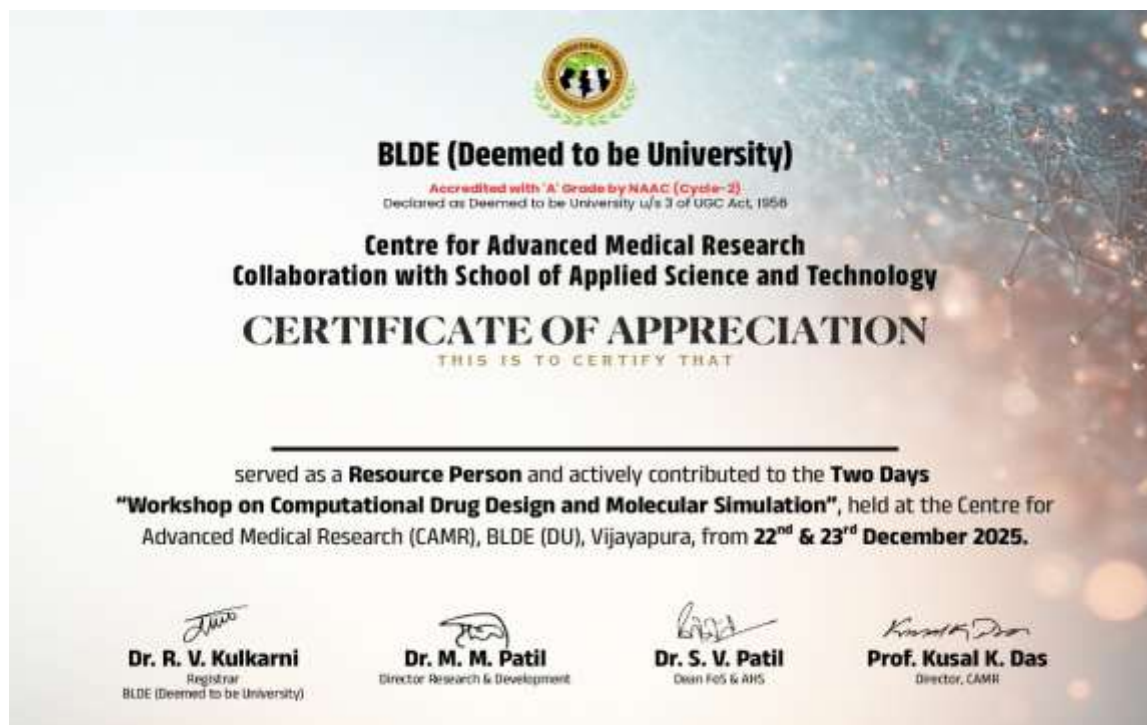 BLDE (Deemed to be University)
Accredited with 'A' Grade by NAAC (Cycle-2)
Declared as Deemed to be University u/s 3 of UGC Act, 1956
Centre for Advanced Medical Research
Collaboration with School of Applied Science and Technology
CERTIFICATE OF APPRECIATION
THIS IS TO CERTIFY THAT
served as a Resource Person and actively contributed to the Two Days
“Workshop on Computational Drug Design and Molecular Simulation”, held at the Centre for
Advanced Medical Research (CAMR), BLDE (DU), Vijayapura, from 22nd & 23rd December 2025.
Dr. R. V. Kulkarni
Registrar
BLDE (Deemed to be University)
Dr. M. M. Patil
Director Research & Development
Dr. S. V. Patil
Dean FoS & AHS
Prof. Kusal K. Das
Director, CAMR